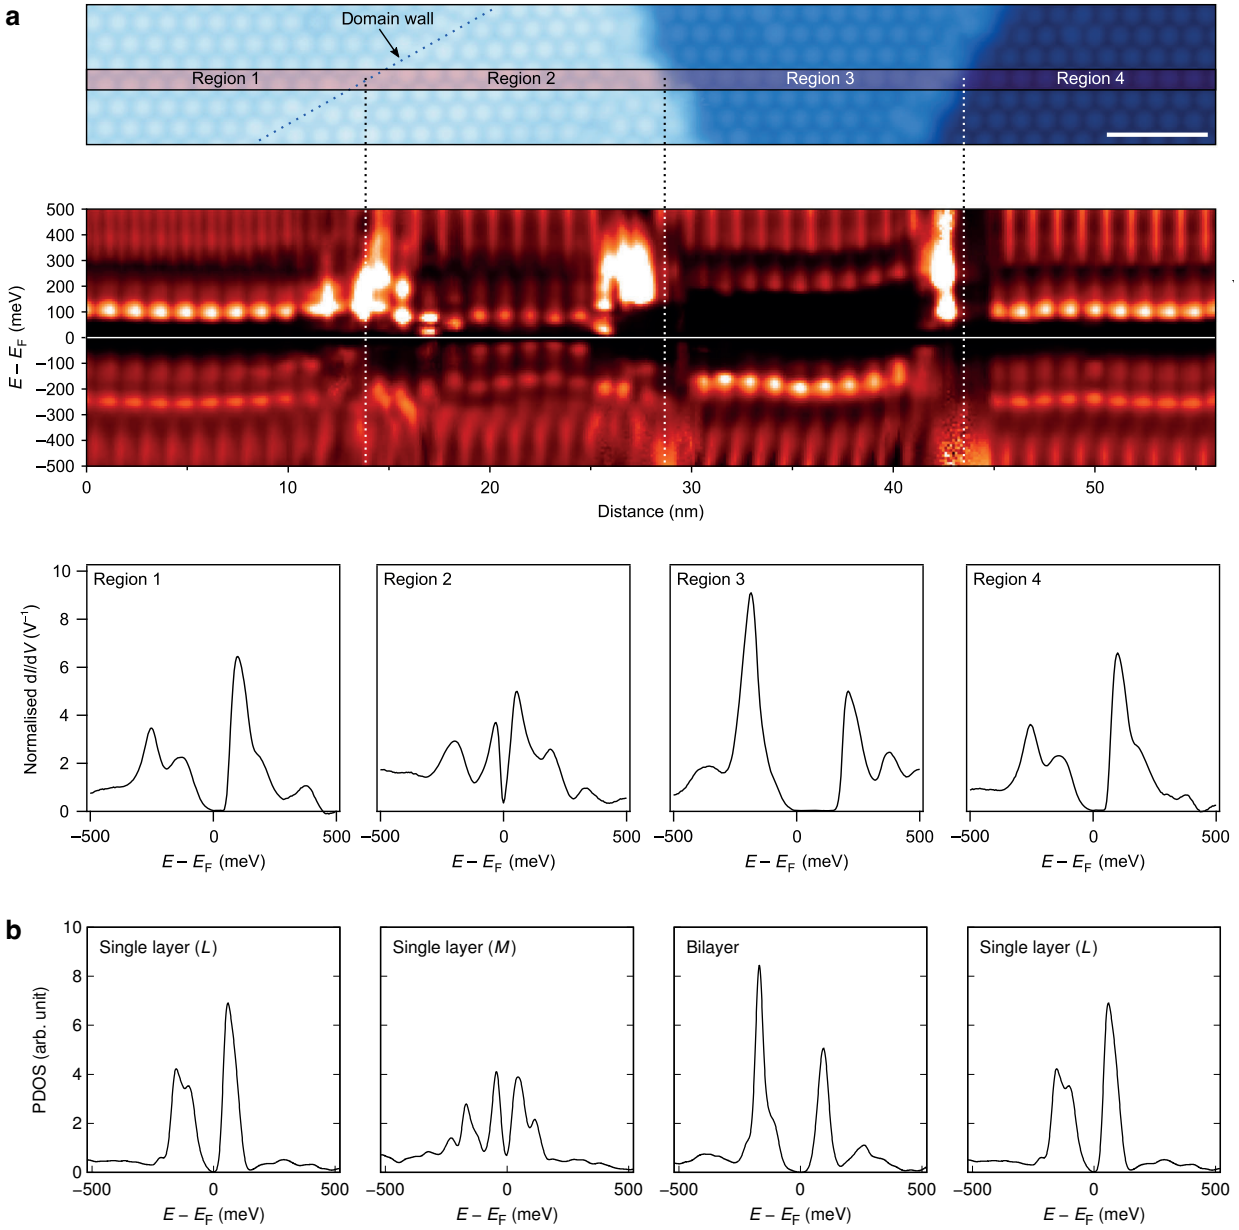 a
Domain wall
Region 1 Region 2 Region 3 Region 4
500
400
300
200
100
0
−100
−200
−300
−400
−500
E – EF (meV)
0 10 20 30 40 50
Distance (nm)
Region 1 Region 2 Region 3 Region 4
10
8
6
4
2
0
Normalised dI/dV (V−1)
−500 0 500 −500 0 500 −500 0 500 −500 0 500
E – EF (meV) E – EF (meV) E – EF (meV) E – EF (meV)
b
Single layer (L) Single layer (M) Bilayer Single layer (L)
10
8
6
4
2
0
PDOS (arb. unit)
−500 0 500 −500 0 500 −500 0 500 −500 0 500
E – EF (meV) E – EF (meV) E – EF (meV) E – EF (meV)